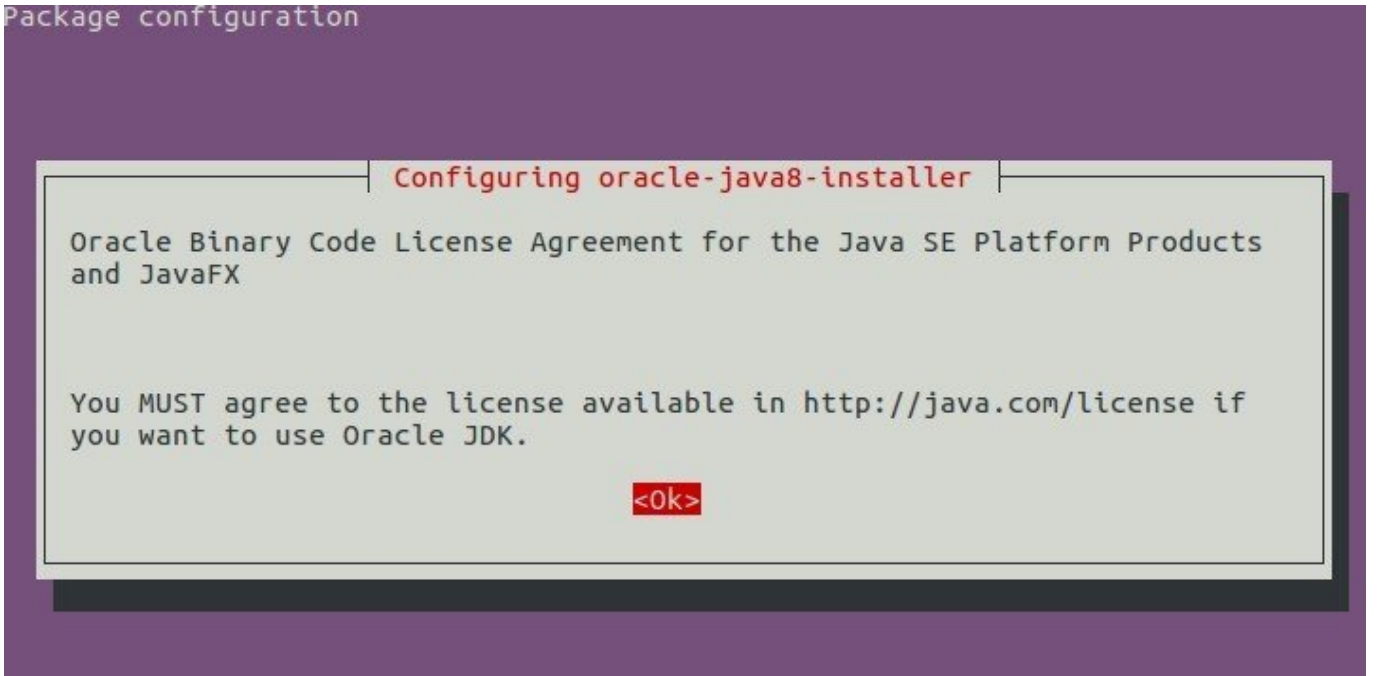 Package configuration
Configuring oracle-java8-installer
Oracle Binary Code License Agreement for the Java SE Platform Products
and JavaFX
You MUST agree to the license available in http://java.com/license if
you want to use Oracle JDK.
<Ok>